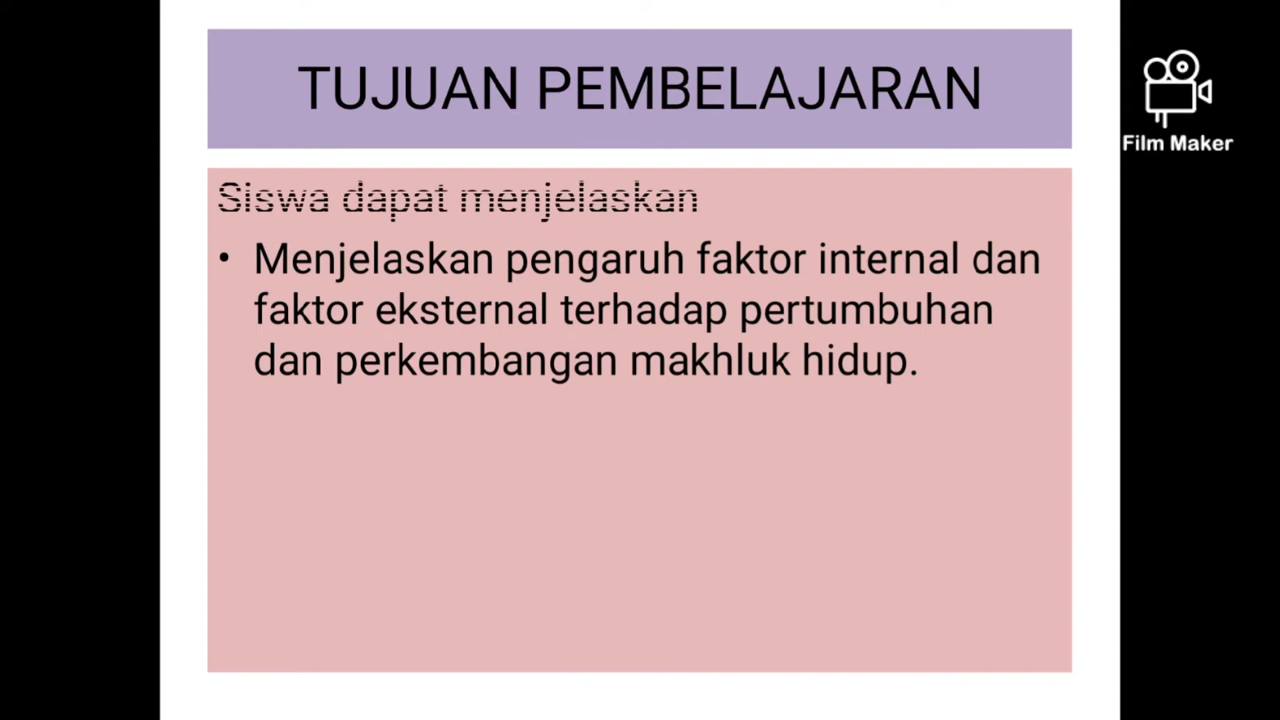 TUJUAN PEMBELAJARAN
Film Maker
Siswa dapat menjelaskan
• Menjelaskan pengaruh faktor internal dan
faktor eksternal terhadap pertumbuhan
dan perkembangan makhluk hidup.